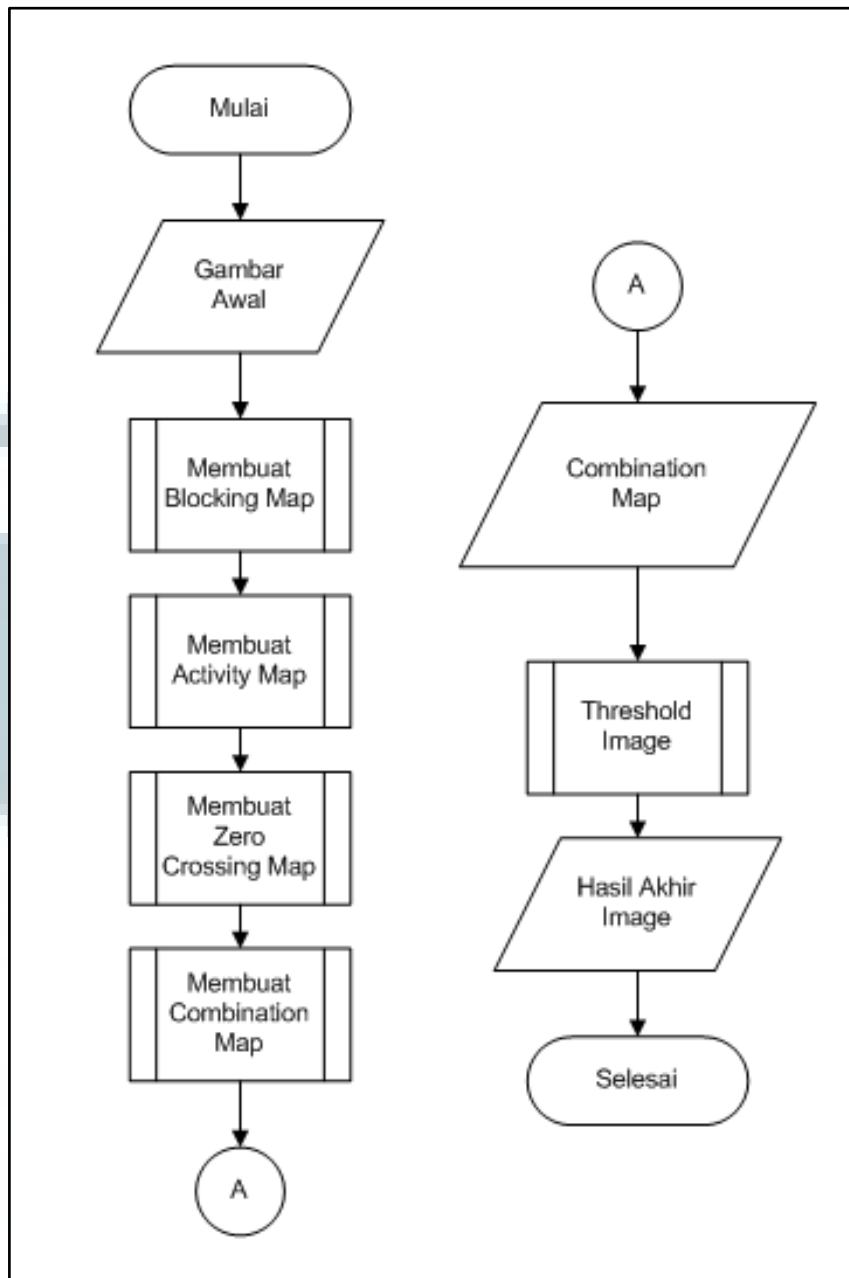 Mulai
Gambar
Awal
Membuat
Blocking Map
Membuat
Activity Map
Membuat
Zero
Crossing Map
Membuat
Combination
Map
A
A
Combination
Map
Threshold
Image
Hasil Akhir
Image
Selesai